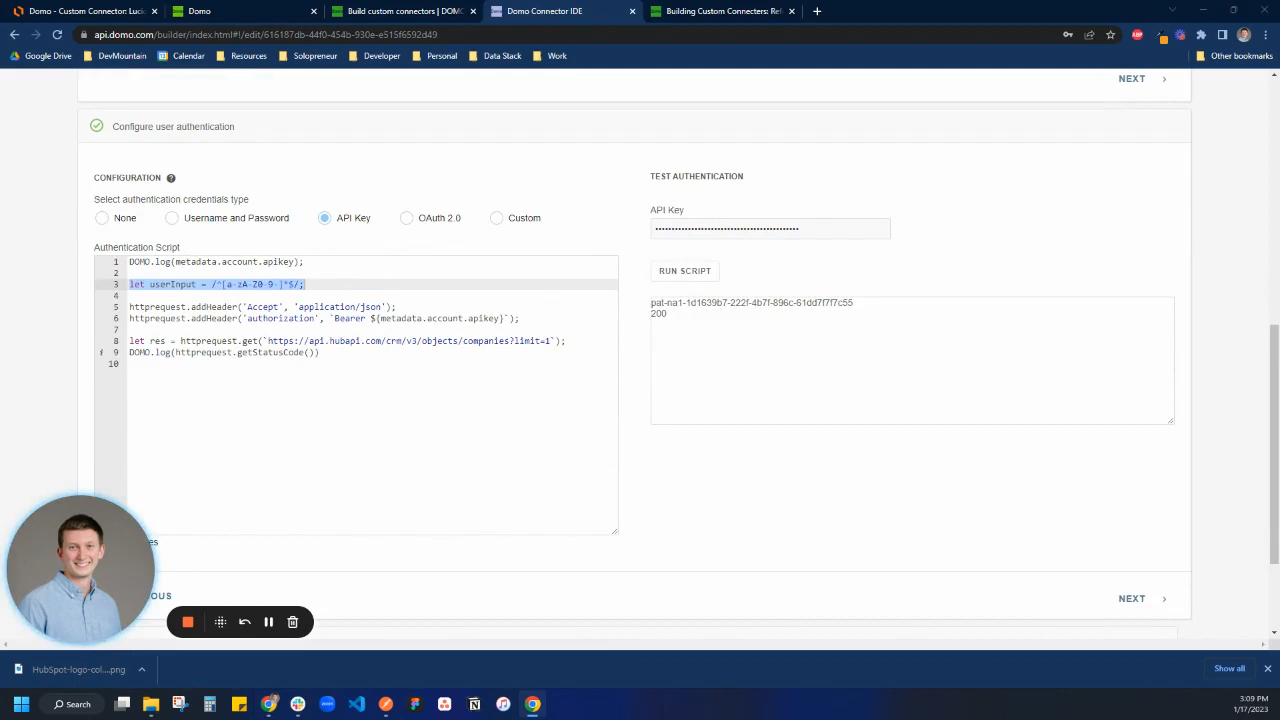 Domo - Custom Connector: Luci
Domo
Build custom connectors | DOMO
Domo Connector IDE
Building Custom Connectors: Ref
api.domo.com/builder/index.html#!/edit/616187db-44f0-454b-930e-e515f6592d49
Google Drive
DevMountain
Calendar
Resources
Solopreneur
Developer
Personal
Data Stack
Work
Other bookmarks
NEXT
Configure user authentication
CONFIGURATION
Select authentication credentials type
None
Username and Password
API Key
OAuth 2.0
Custom
Authentication Script
1 DOMO.log(metadata.account.apikey);
2
3 let userInput = /^[a-zA-Z0-9-]*$/;
4
5 httprequest.addHeader('Accept', 'application/json');
6 httprequest.addHeader('authorization', `Bearer ${metadata.account.apikey}`);
7
8 let res = httprequest.get(`https://api.hubapi.com/crm/v3/objects/companies?limit=1`);
9 DOMO.log(httprequest.getStatusCode())
10
TEST AUTHENTICATION
API Key
RUN SCRIPT
pat-na1-1d1639b7-222f-4b7f-896c-61dd7f7f7c55
200
NEXT
HubSpot-logo-col....png
Show all
Search
3:09 PM
1/17/2023